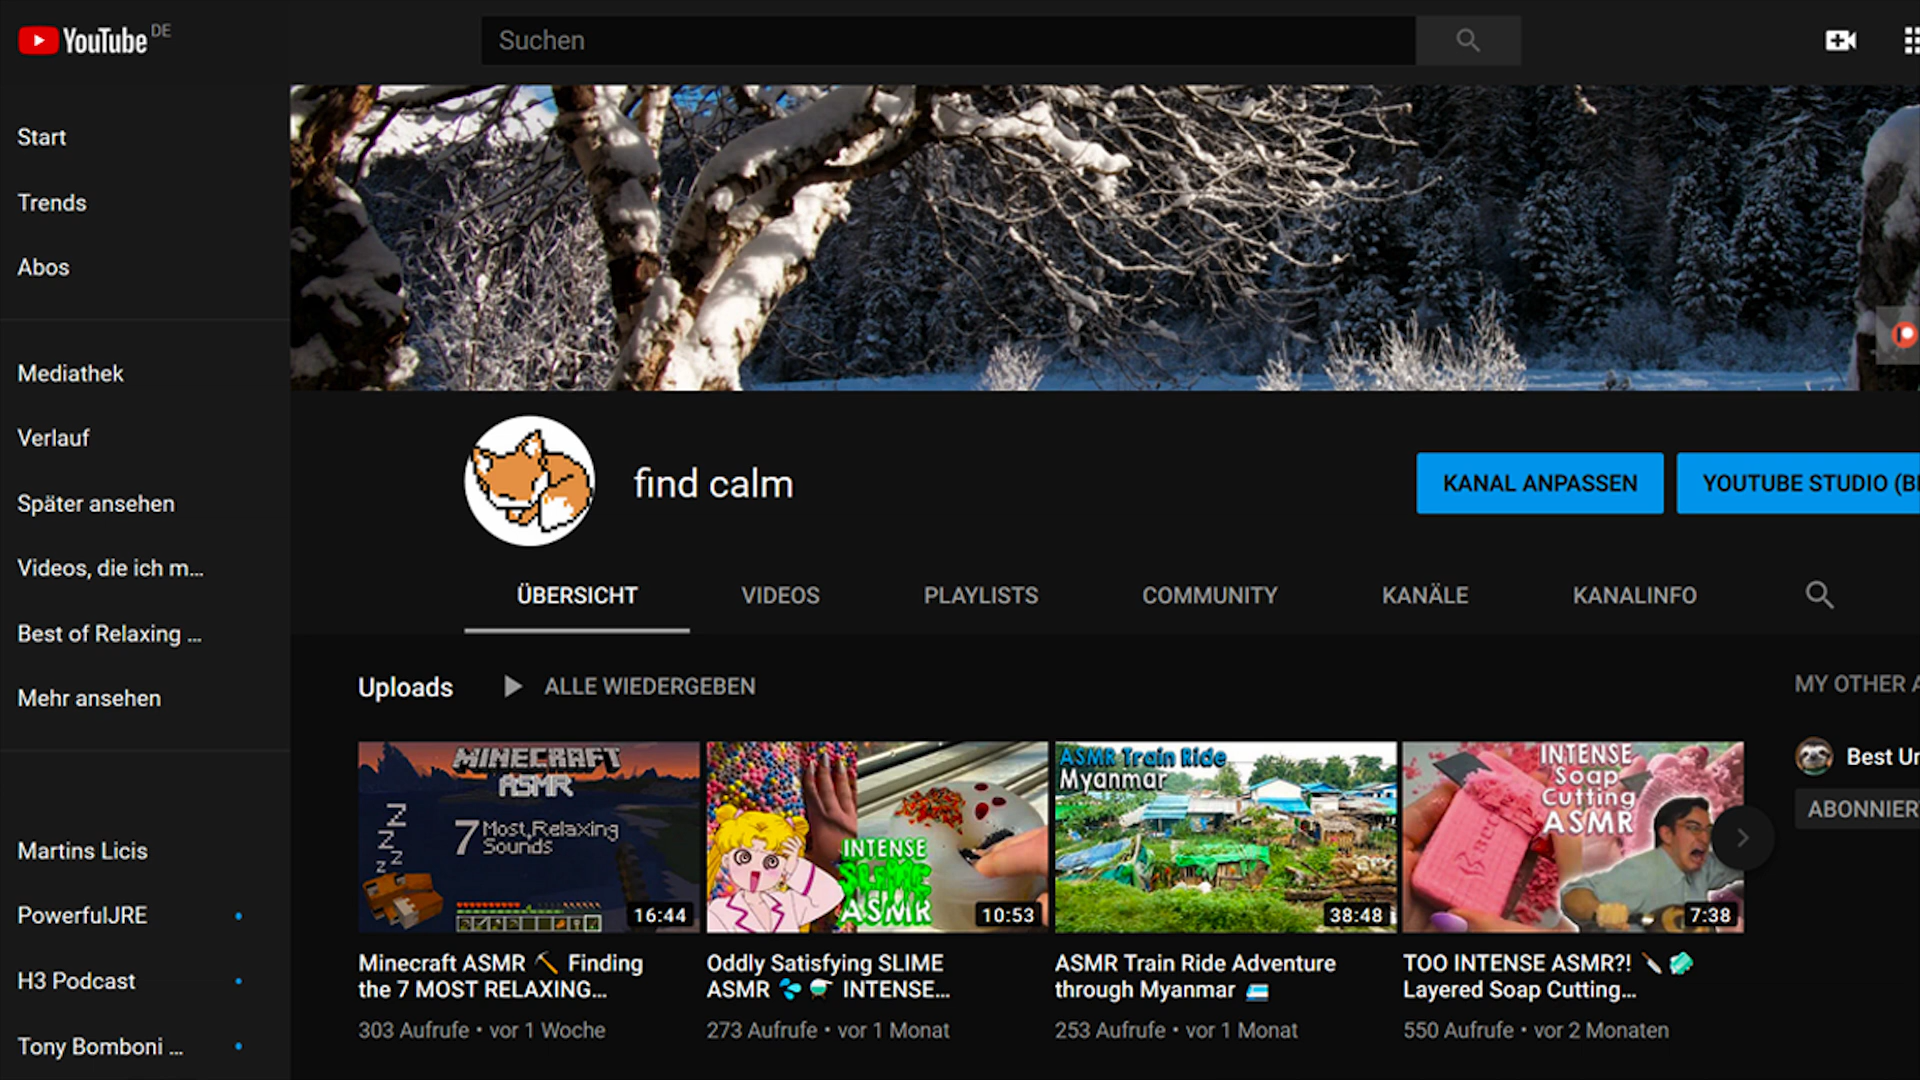 YouTube DE
Suchen
Start
Trends
Abos
Mediathek
Verlauf
Später ansehen
Videos, die ich m...
Best of Relaxing ...
Mehr ansehen
Martins Licis
PowerfulJRE
H3 Podcast
Tony Bomboni ...
find calm
KANAL ANPASSEN
YOUTUBE STUDIO (B
ÜBERSICHT
VIDEOS
PLAYLISTS
COMMUNITY
KANÄLE
KANALINFO
Uploads
ALLE WIEDERGEBEN
MINECRAFT
ASMR
7 Most Relaxing
Sounds
Z
Z
Z Z
16:44
Minecraft ASMR ⛏️ Finding
the 7 MOST RELAXING...
303 Aufrufe • vor 1 Woche
INTENSE
SLIME
ASMR
10:53
Oddly Satisfying SLIME
ASMR 💦 INTENSE...
273 Aufrufe • vor 1 Monat
ASMR Train Ride
Myanmar
38:48
ASMR Train Ride Adventure
through Myanmar 🚈
253 Aufrufe • vor 1 Monat
INTENSE
Soap
Cutting
ASMR
7:38
TOO INTENSE ASMR?! 🔪🧼
Layered Soap Cutting...
550 Aufrufe • vor 2 Monaten
MY OTHER
Best Un
ABONNIER